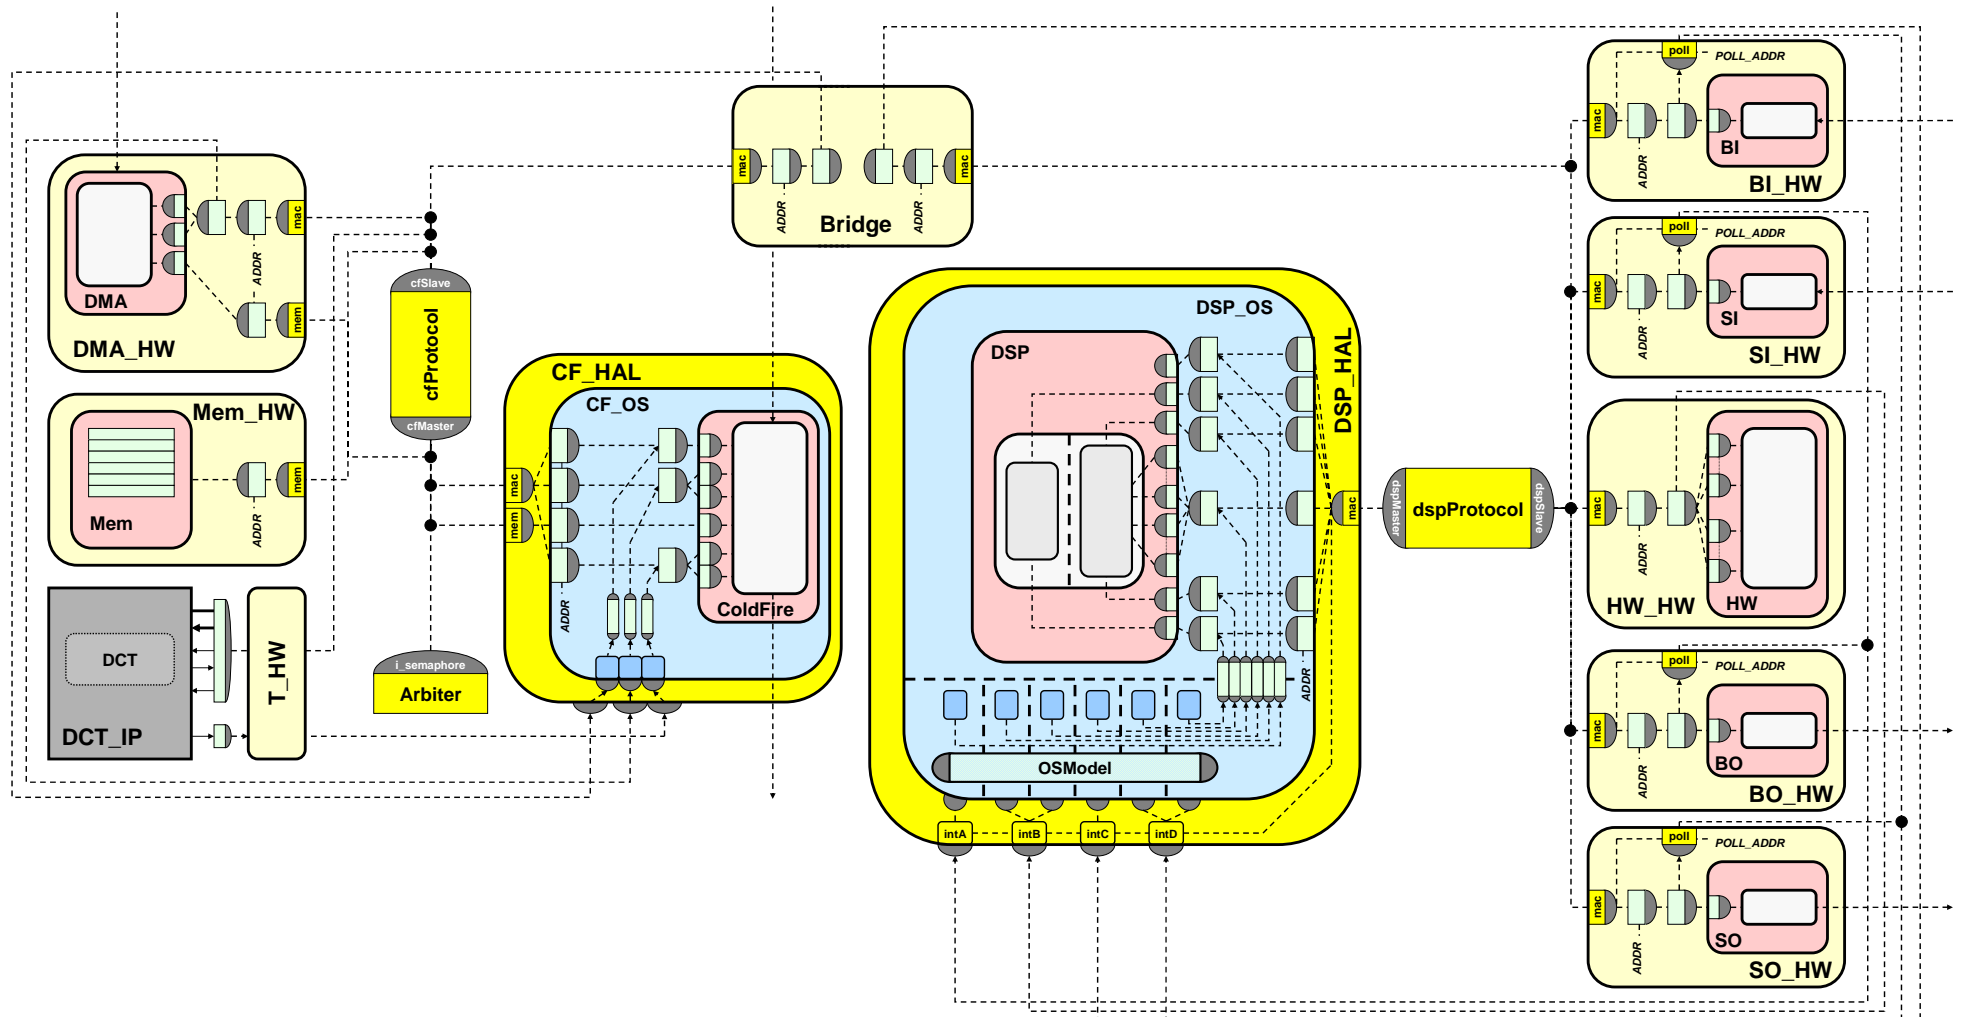 poll
POLL_ADDR
mac
BI
ADDR
BI_HW
mac
ADDR
Bridge
ADDR
mac
DMA
ADDR
mac
mem
DMA_HW
cfSlave
cfProtocol
cfMaster
poll
POLL_ADDR
mac
SI
ADDR
SI_HW
Mem_HW
Mem
ADDR
mem
CF_HAL
CF_OS
mac
mem
ADDR
ColdFire
DSP_OS
DSP_HAL
DSP
mac
ADDR
dspMaster
dspProtocol
dspSlave
mac
ADDR
HW_HW
HW
DCT
DCT_IP
T_HW
i_semaphore
Arbiter
OSModel
intA
intB
intC
intD
poll
POLL_ADDR
mac
BO
ADDR
BO_HW
poll
POLL_ADDR
mac
SO
ADDR
SO_HW